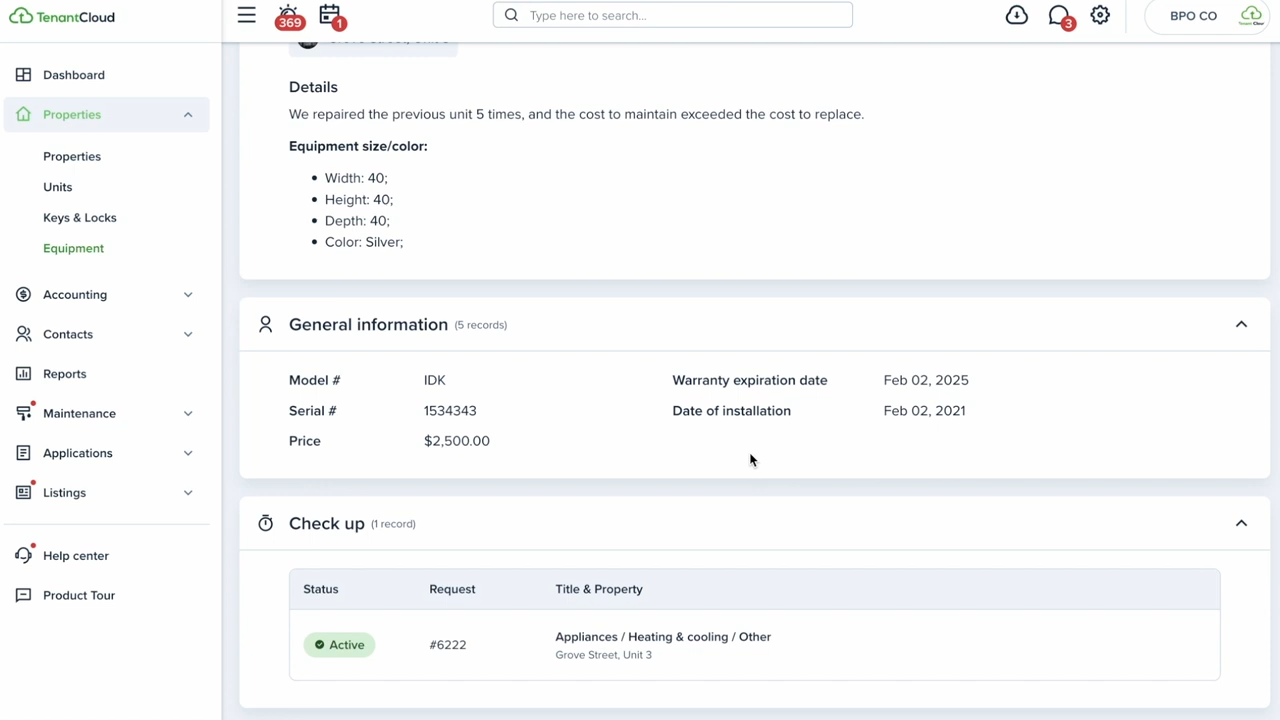 TenantCloud
369
1
Type here to search...
3
BPO CO
Dashboard
Properties
Properties
Units
Keys & Locks
Equipment
Accounting
Contacts
Reports
Maintenance
Applications
Listings
Help center
Product Tour
Details
We repaired the previous unit 5 times, and the cost to maintain exceeded the cost to replace.
Equipment size/color:
• Width: 40;
• Height: 40;
• Depth: 40;
• Color: Silver;
General information (5 records)
Model # IDK Warranty expiration date Feb 02, 2025
Serial # 1534343 Date of installation Feb 02, 2021
Price $2,500.00
Check up (1 record)
Status Request Title & Property
Active #6222 Appliances / Heating & cooling / Other
Grove Street, Unit 3